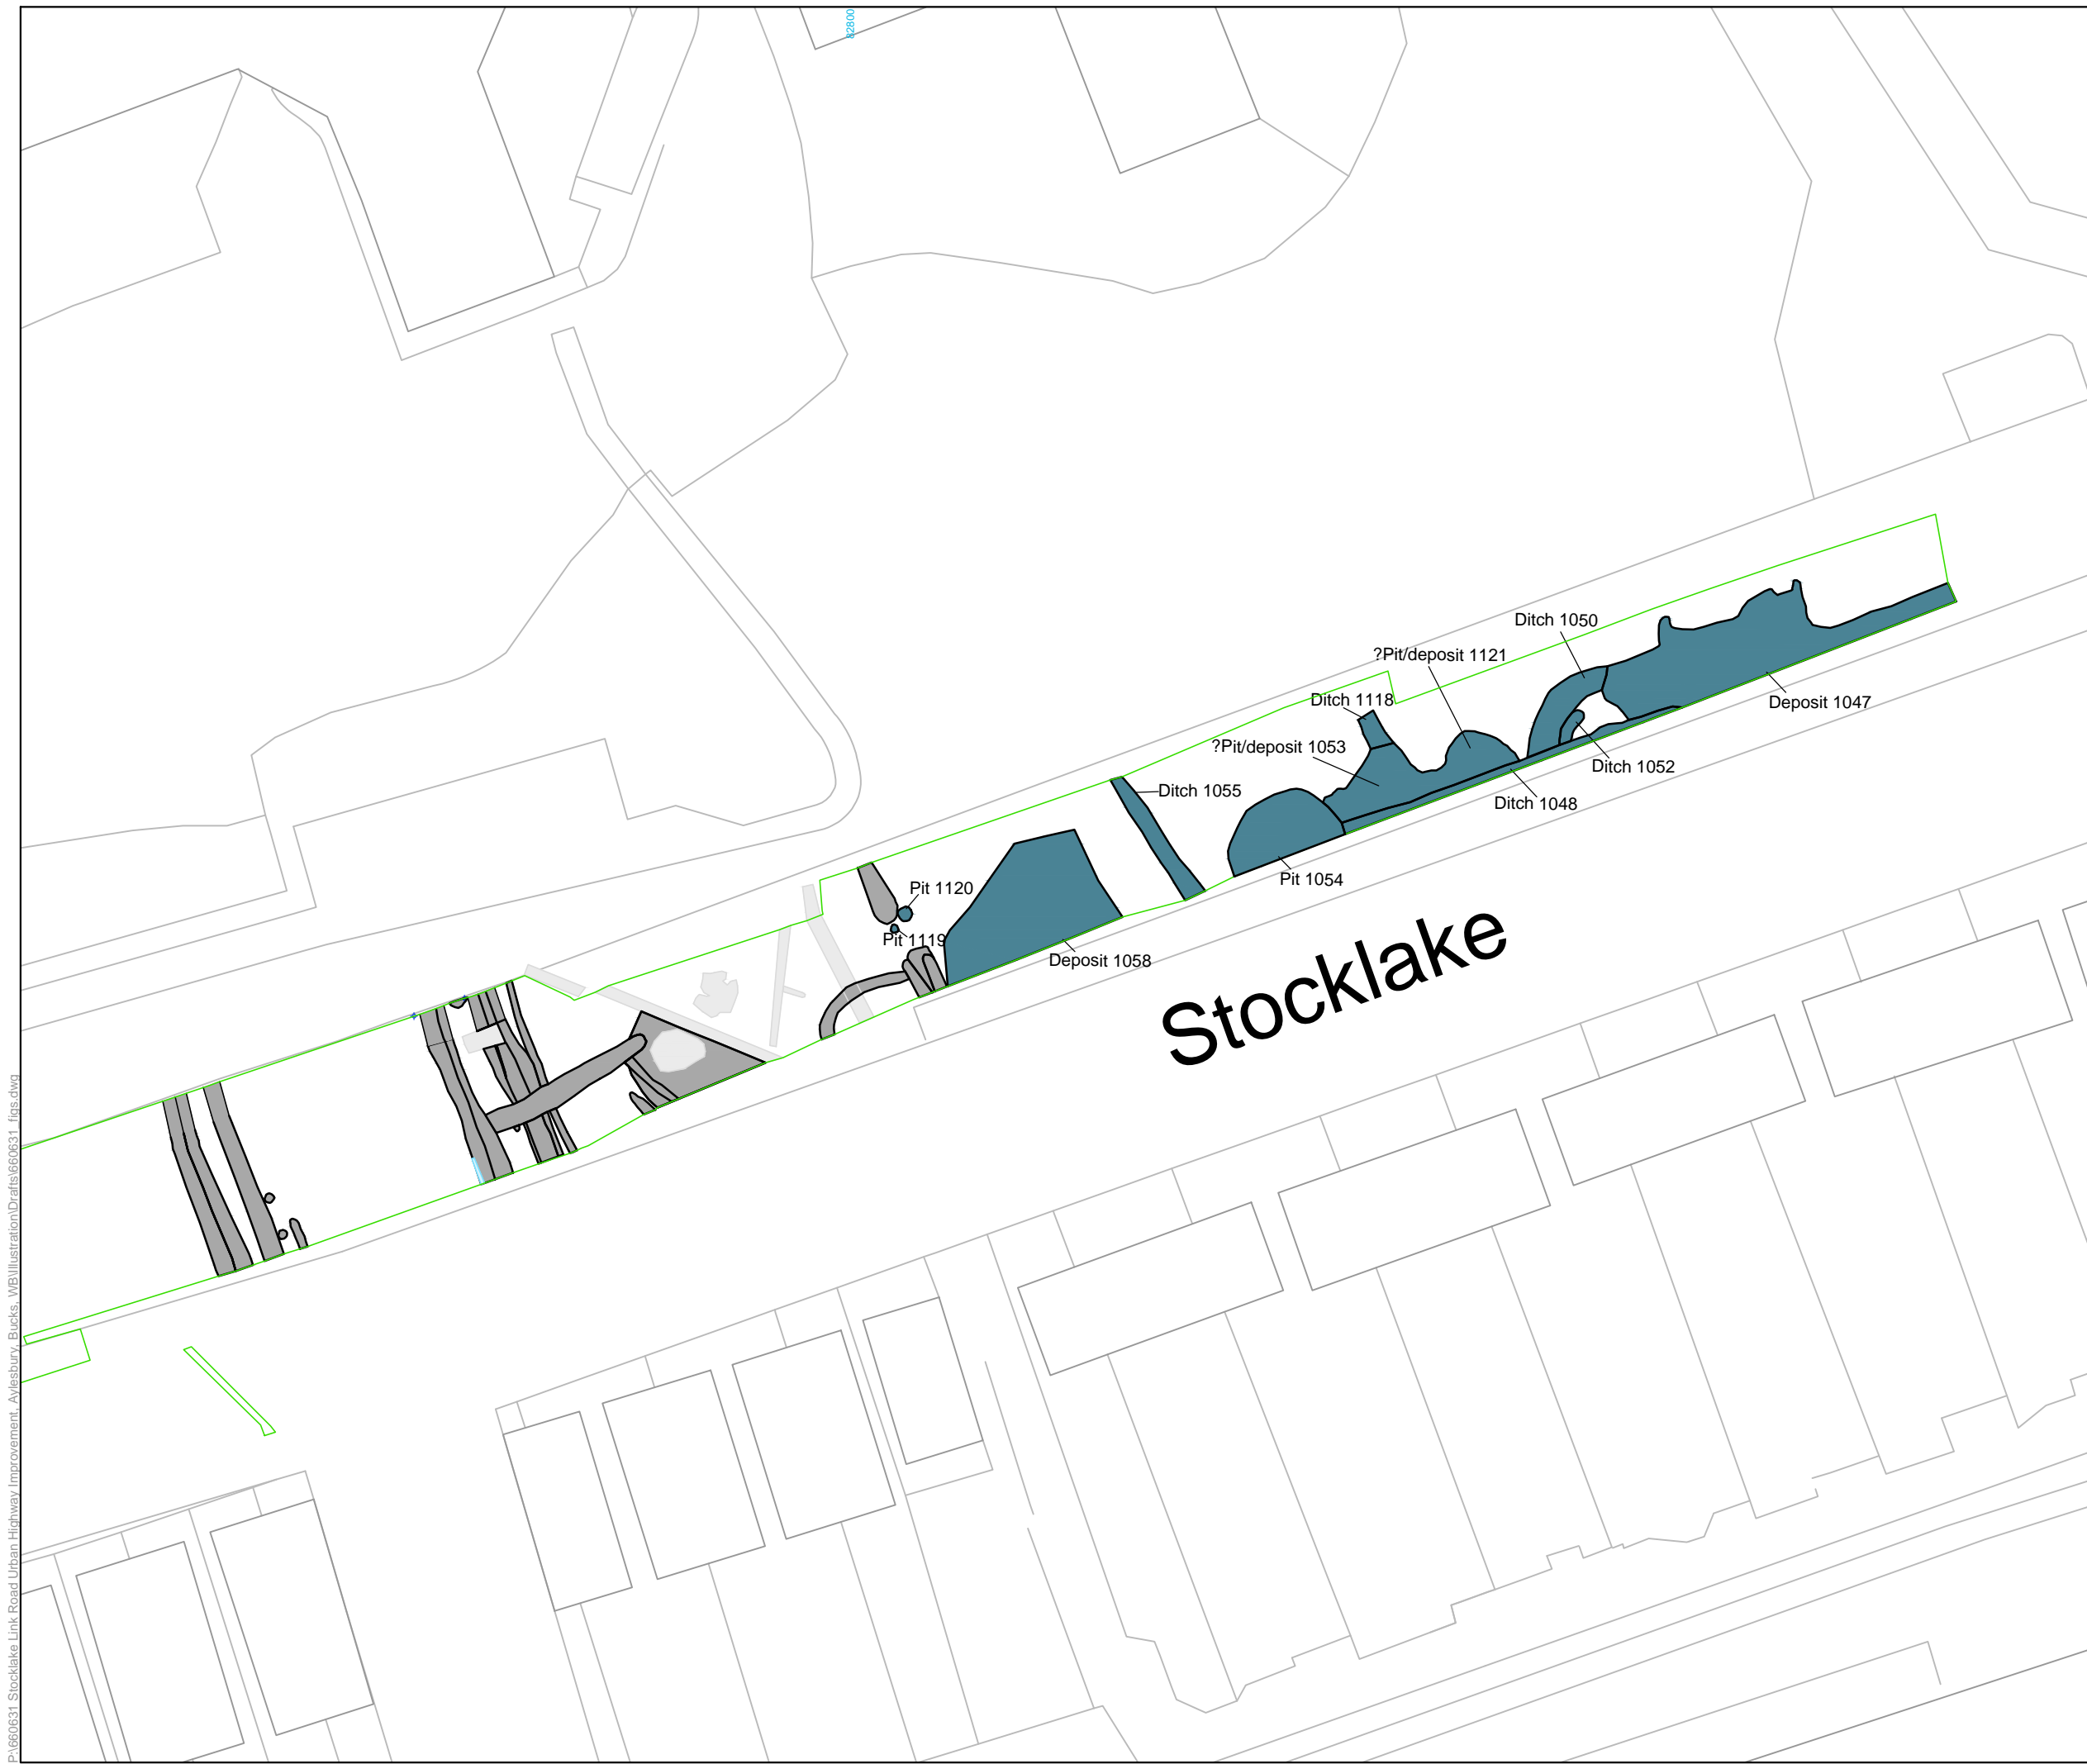 82800
Ditch 1050
?Pit/deposit 1121
Ditch 1118
Deposit 1047
?Pit/deposit 1053
Ditch 1052
Ditch 1055
Ditch 1048
Pit 1054
Pit 1120
Pit 1119
Deposit 1058
Stocklake
P:\660631 Stocklake Link Road Urban Highway Improvement, Aylesbury, Bucks, WB\Illustration\Drafts\660631_figs.dwg